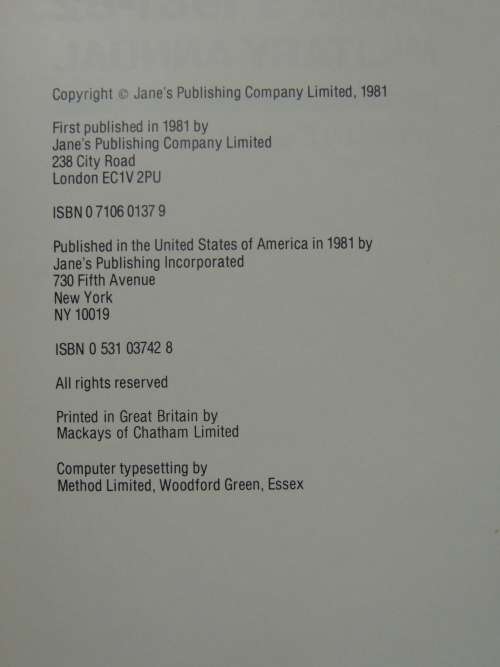 Copyright © Jane's Publishing Company Limited, 1981
First published in 1981 by
Jane's Publishing Company Limited
238 City Road
London EC1V 2PU
ISBN 0 7106 0137 9
Published in the United States of America in 1981 by
Jane's Publishing Incorporated
730 Fifth Avenue
New York
NY 10019
ISBN 0 531 03742 8
All rights reserved
Printed in Great Britain by
Mackays of Chatham Limited
Computer typesetting by
Method Limited, Woodford Green, Essex